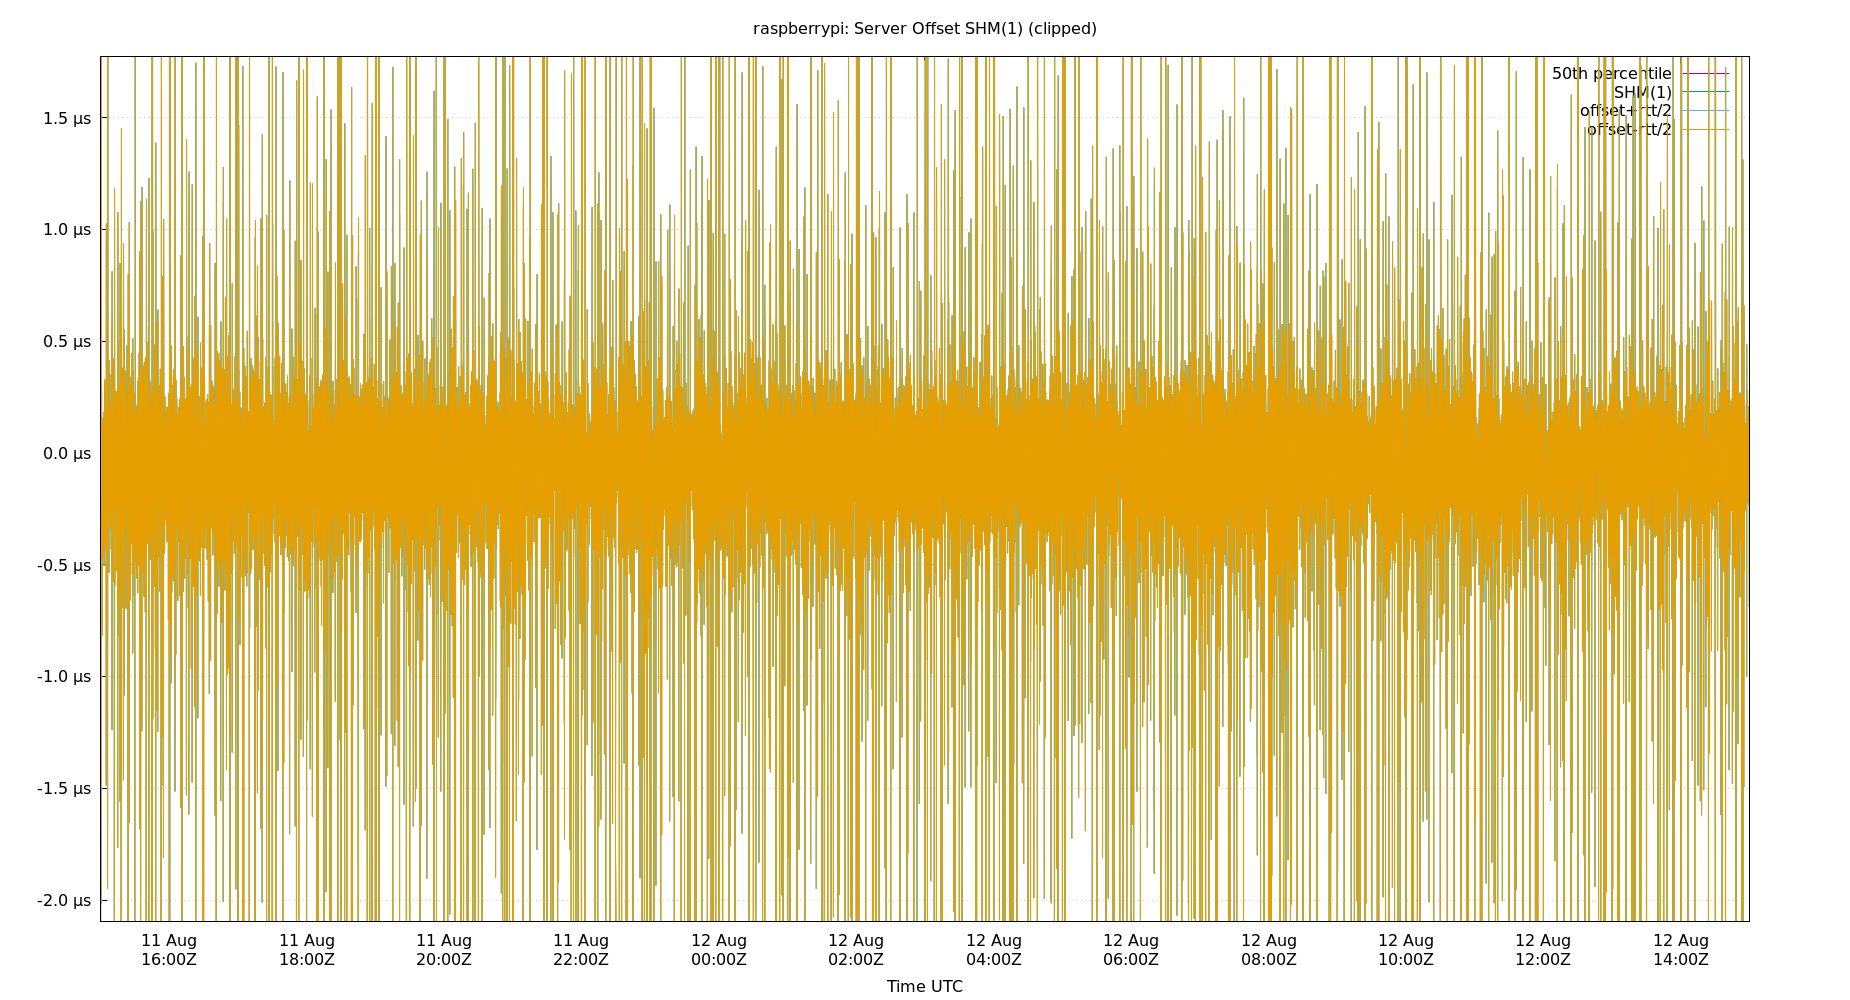 raspberrypi: Server Offset SHM(1) (clipped)
50th percentile
SHM(1)
offset+rtt/2
offset-rtt/2
1.5 µs
1.0 µs
0.5 µs
0.0 µs
-0.5 µs
-1.0 µs
-1.5 µs
-2.0 µs
11 Aug 11 Aug 11 Aug 11 Aug 12 Aug 12 Aug 12 Aug 12 Aug 12 Aug 12 Aug 12 Aug 12 Aug
16:00Z 18:00Z 20:00Z 22:00Z 00:00Z 02:00Z 04:00Z 06:00Z 08:00Z 10:00Z 12:00Z 14:00Z
Time UTC